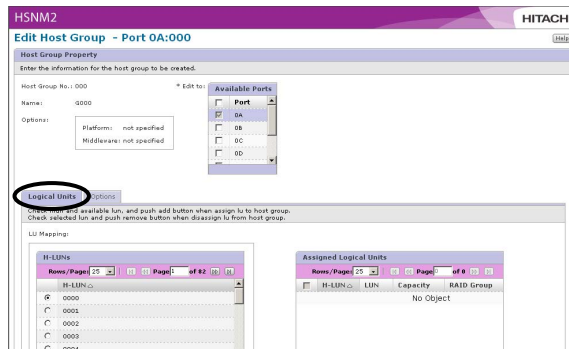 HSNM2
HITACH
Edit Host Group - Port 0A:000
Help
Host Group Property
Enter the information for the host group to be created.
Host Group No.: 000
* Edit to:
Available Ports
Name: G000
Port
Options:
0A
Platform: not specified
0B
Middleware: not specified
0C
0D
Logical Units
Options
Check hlun and available lun, and push add button when assign lu to host group.
Check selected lun and push remove button when disassign lu from host group.
LU Mapping:
H-LUNs
Rows/Page: 25 Page 1 of 82
H-LUN
0000
0001
0002
0003
0004
Assigned Logical Units
Rows/Page: 25 Page 0 of 0
H-LUN LUN Capacity RAID Group
No Object